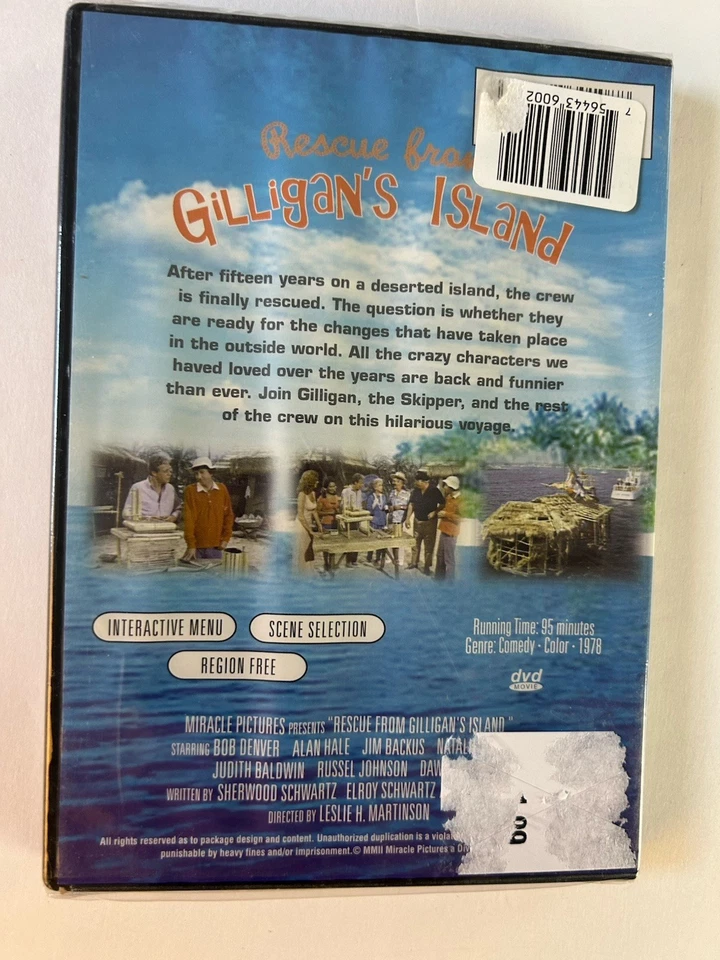 7 56443 6002
Rescue from
GILLIGAN'S ISLAND
After fifteen years on a deserted island, the crew
is finally rescued. The question is whether they
are ready for the changes that have taken place
in the outside world. All the crazy characters we
haved loved over the years are back and funnier
than ever. Join Gilligan, the Skipper, and the rest
of the crew on this hilarious voyage.
INTERACTIVE MENU SCENE SELECTION
REGION FREE
Running Time: 95 minutes
Genre: Comedy · Color · 1978
dvd
MOVIE
MIRACLE PICTURES PRESENTS "RESCUE FROM GILLIGAN'S ISLAND,"
STARRING BOB DENVER ALAN HALE JIM BACKUS
JUDITH BALDWIN RUSSEL JOHNSON
WRITTEN BY SHERWOOD SCHWARTZ ELROY SCHWARTZ
DIRECTED BY LESLIE H. MARTINSON
All rights reserved as to package design and content. Unauthorized duplication is a
punishable by heavy fines and/or imprisonment. © MMII Miracle Pictures a